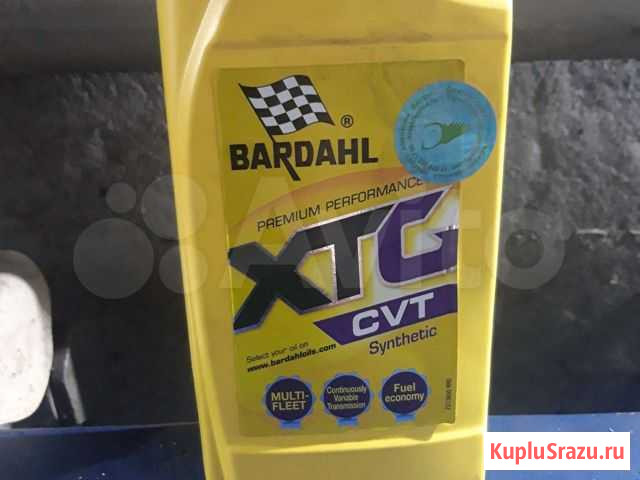 BARDAHL
®
PREMIUM PERFORMANCE
XTG
CVT
Synthetic
Select your oil on
www.bardahloils.com
MULTI-
FLEET
Continuously
Variable
Transmission
Fuel
economy
Avito
KupluSrazu.ru